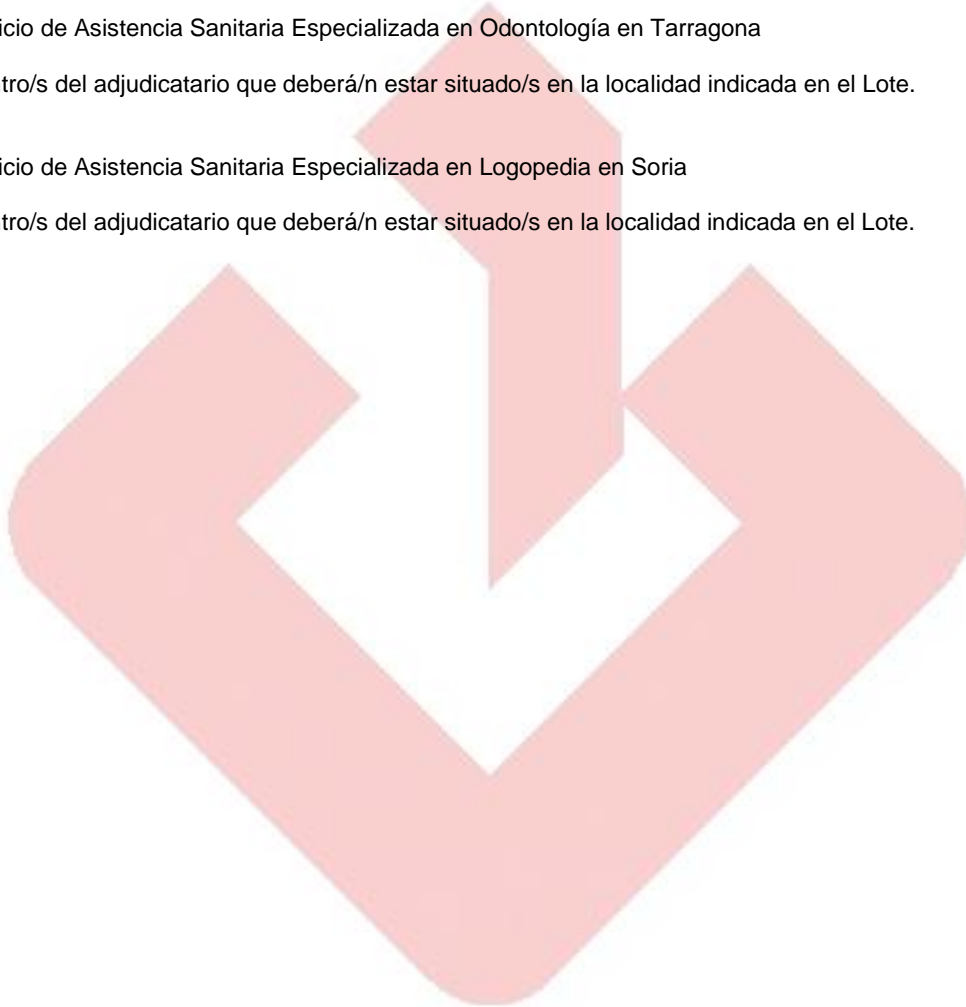 icio de Asistencia Sanitaria Especializada en Odontología en Tarragona
tro/s del adjudicatario que deberá/n estar situado/s en la localidad indicada en el Lote.
icio de Asistencia Sanitaria Especializada en Logopedia en Soria
tro/s del adjudicatario que deberá/n estar situado/s en la localidad indicada en el Lote.